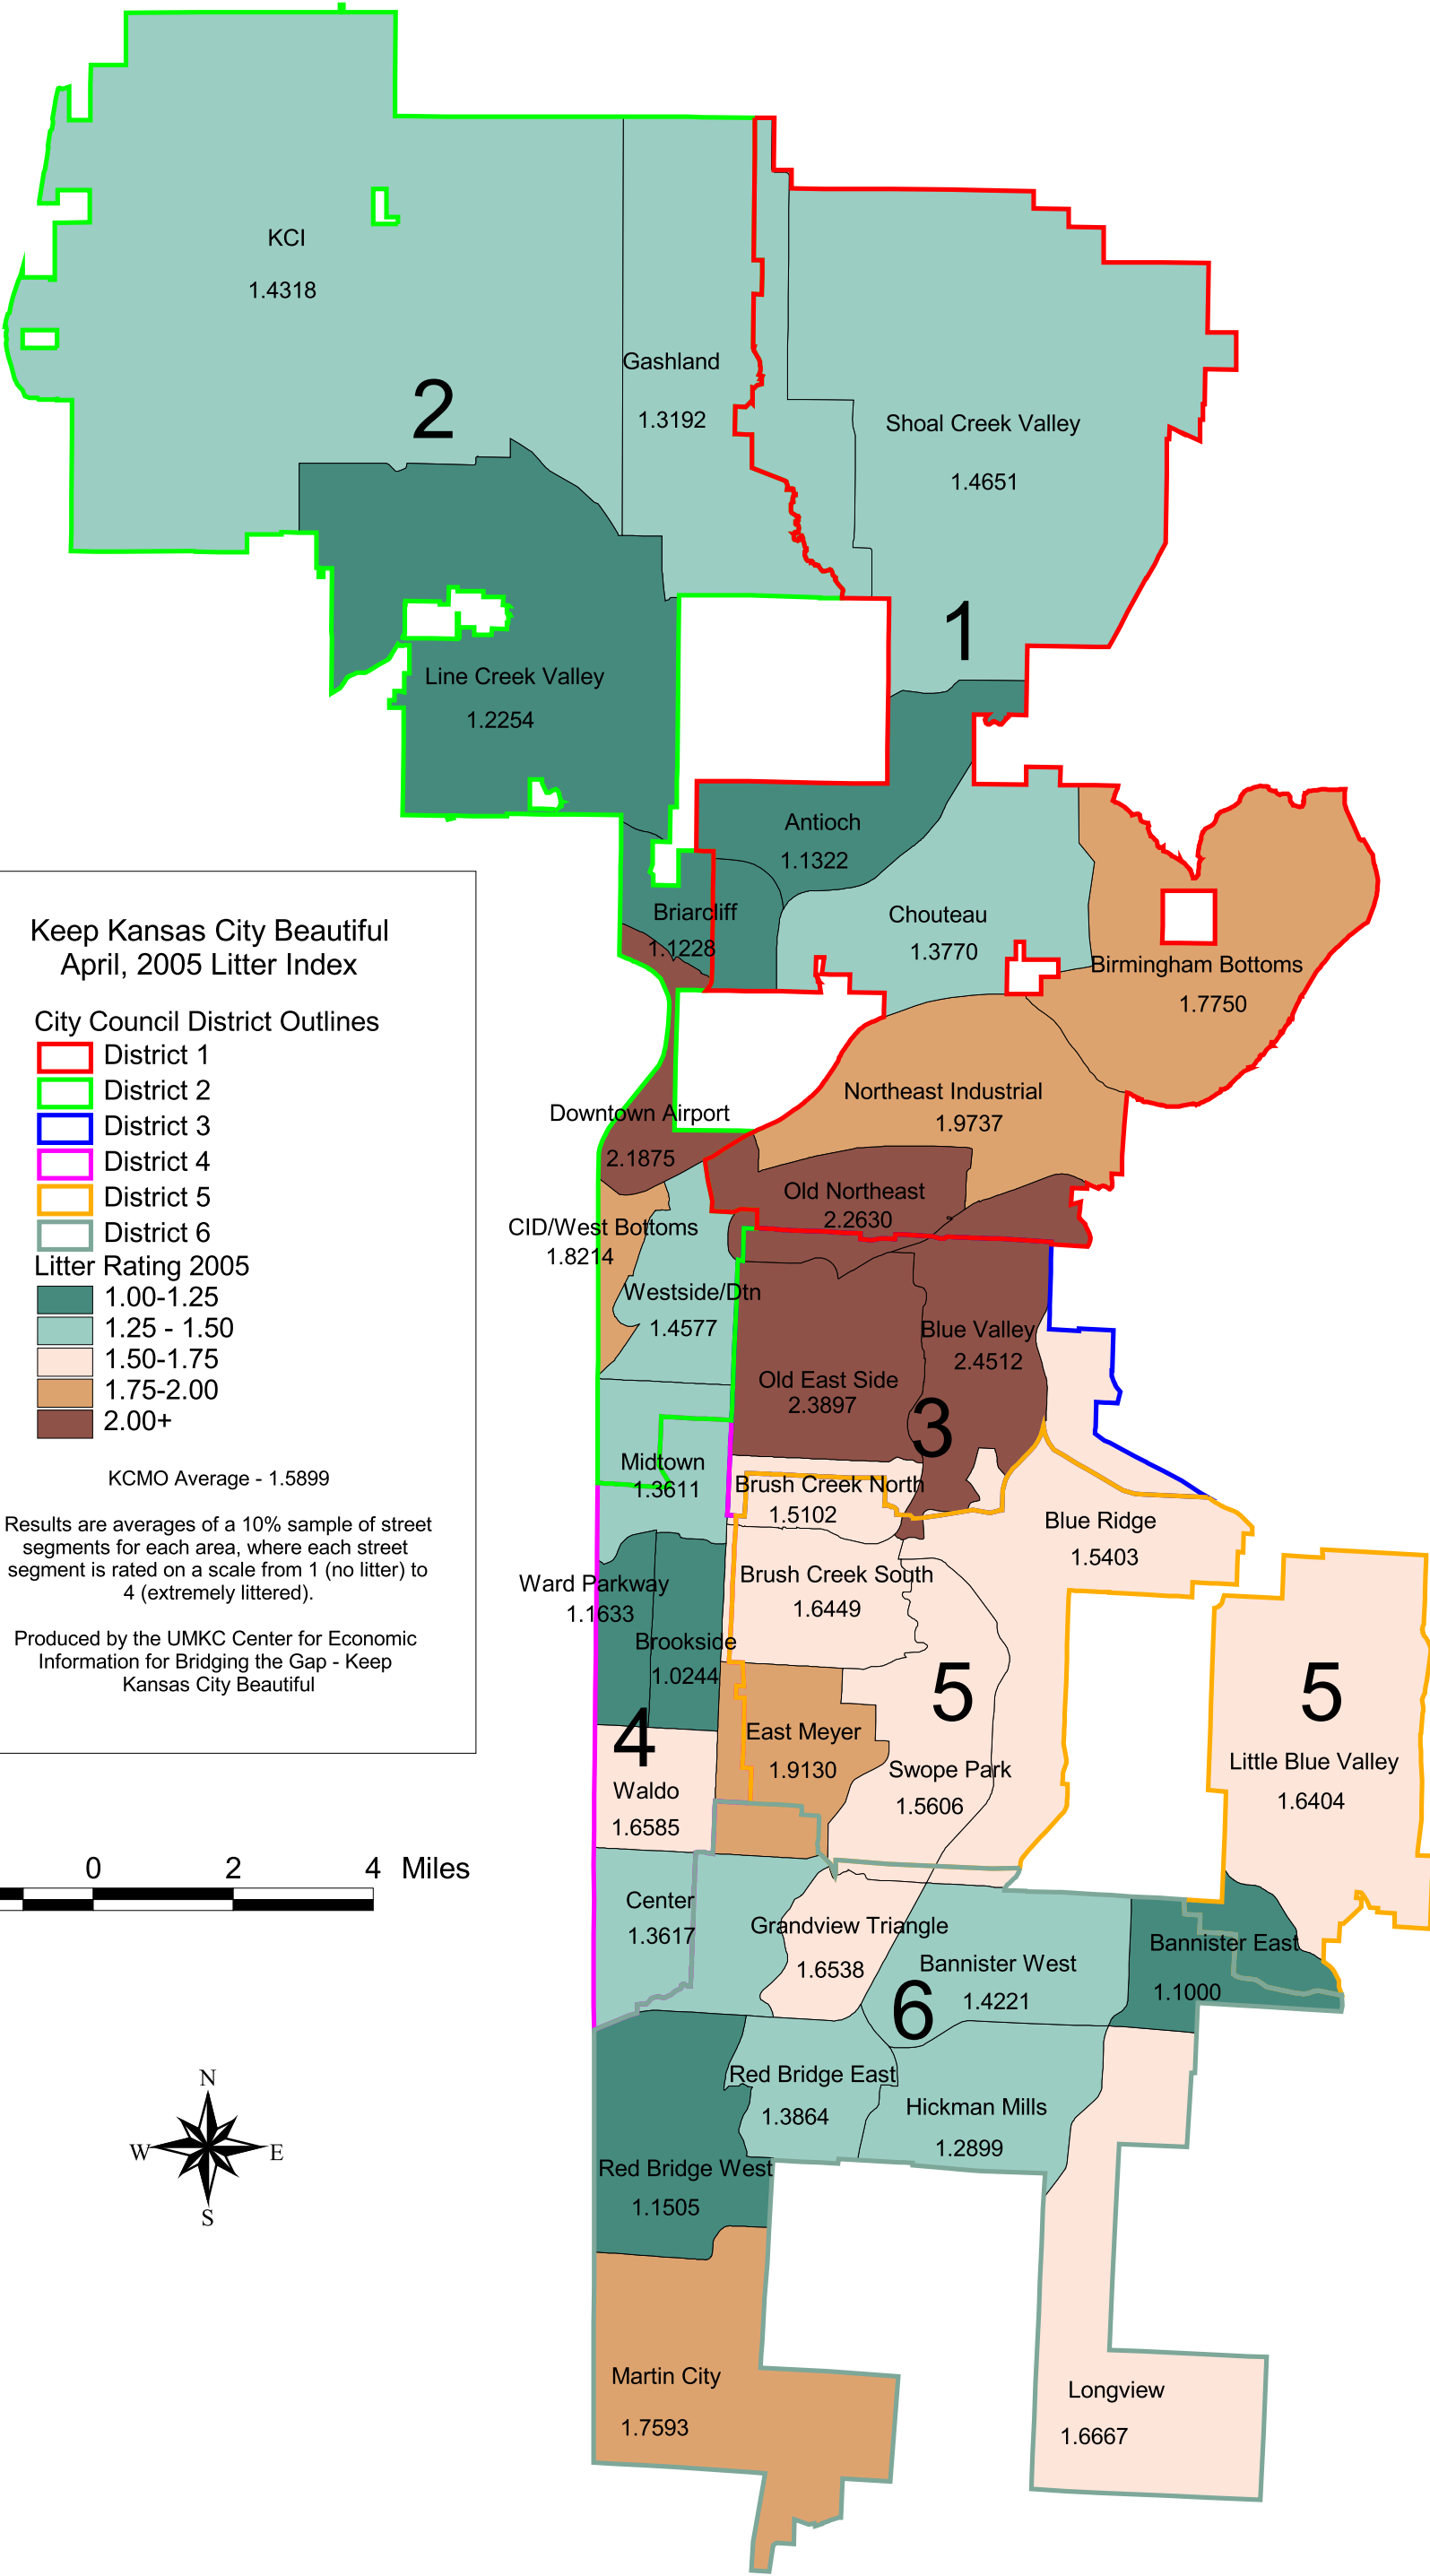 KCI
1.4318
2
Gashland
1.3192
Shoal Creek Valley
1.4651
1
Line Creek Valley
1.2254
Antioch
1.1322
Briarcliff
1.1228
Chouteau
1.3770
Birmingham Bottoms
1.7750
Northeast Industrial
1.9737
Downtown Airport
2.1875
Old Northeast
2.2630
CID/West Bottoms
1.8214
Westside/Dtn
1.4577
Blue Valley
2.4512
Old East Side
2.3897
3
Midtown
1.3611
Brush Creek North
1.5102
Blue Ridge
1.5403
Brush Creek South
1.6449
Ward Parkway
1.1633
Brookside
1.0244
5
5
4
East Meyer
1.9130
Swope Park
1.5606
Little Blue Valley
1.6404
Waldo
1.6585
Center
1.3617
Grandview Triangle
1.6538
Bannister West
1.4221
Bannister East
1.1000
6
Red Bridge East
1.3864
Hickman Mills
1.2899
Red Bridge West
1.1505
Martin City
1.7593
Longview
1.6667
Keep Kansas City Beautiful
April, 2005 Litter Index
City Council District Outlines
District 1
District 2
District 3
District 4
District 5
District 6
Litter Rating 2005
1.00-1.25
1.25 - 1.50
1.50-1.75
1.75-2.00
2.00+
KCMO Average - 1.5899
Results are averages of a 10% sample of street
segments for each area, where each street
segment is rated on a scale from 1 (no litter) to
4 (extremely littered).
Produced by the UMKC Center for Economic
Information for Bridging the Gap - Keep
Kansas City Beautiful
0 2 4 Miles
N
W E
S